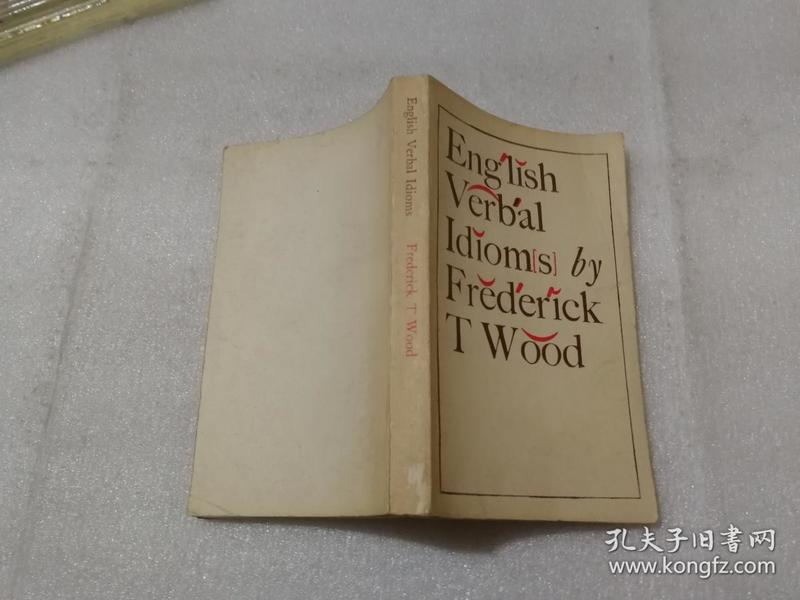 English Verbal Idioms Frederick T Wood
English
Verbal
Idiom[s] by
Frederick
T Wood
孔夫子旧书网
www.kongfz.com